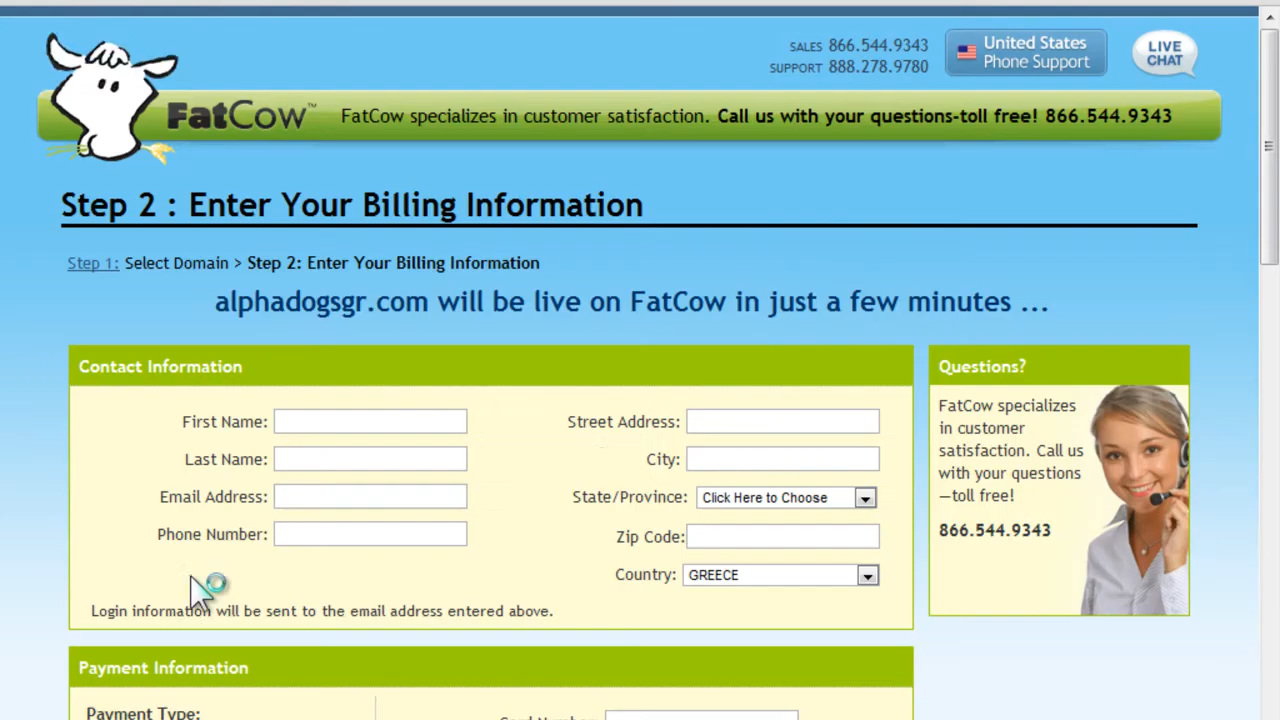 SALES 866.544.9343
SUPPORT 888.278.9780
United States
Phone Support
LIVE
CHAT
FatCow™
FatCow specializes in customer satisfaction. Call us with your questions-toll free! 866.544.9343
Step 2 : Enter Your Billing Information
Step 1: Select Domain > Step 2: Enter Your Billing Information
alphadogsgr.com will be live on FatCow in just a few minutes ...
Contact Information
First Name:
Last Name:
Email Address:
Phone Number:
Street Address:
City:
State/Province: Click Here to Choose
Zip Code:
Country: GREECE
Login information will be sent to the email address entered above.
Questions?
FatCow specializes
in customer
satisfaction. Call us
with your questions
—toll free!
866.544.9343
Payment Information
Payment Type:
Card Number: